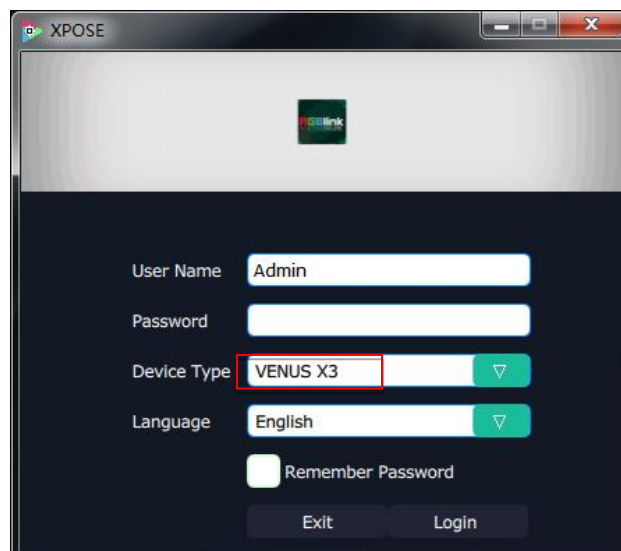 XPOSE
RGBlink
User Name Admin
Password
Device Type VENUS X3
Language English
Remember Password
Exit Login